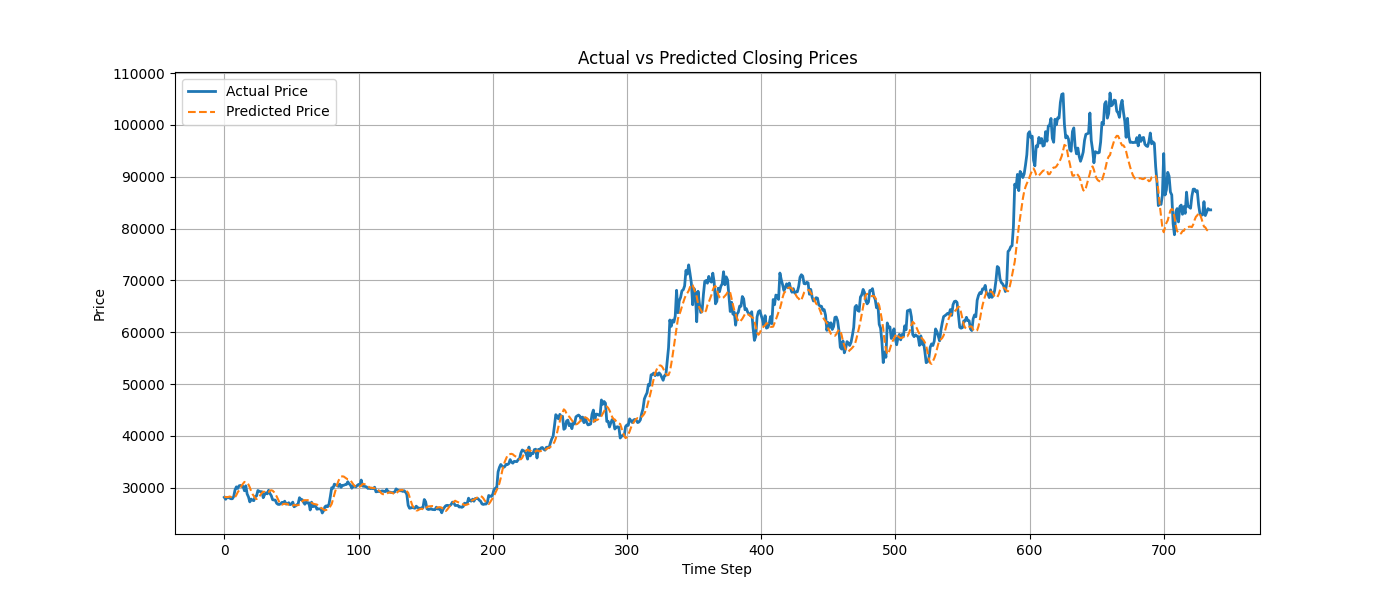 Actual vs Predicted Closing Prices
Actual Price
Predicted Price
Price
110000
100000
90000
80000
70000
60000
50000
40000
30000
0 100 200 300 400 500 600 700
Time Step